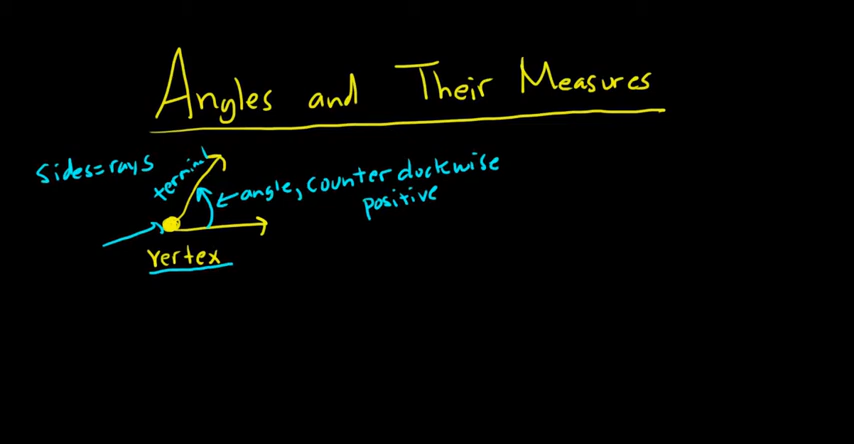 Angles and Their Measures
sides=rays
terminal
angle, counter clockwise
positive
vertex